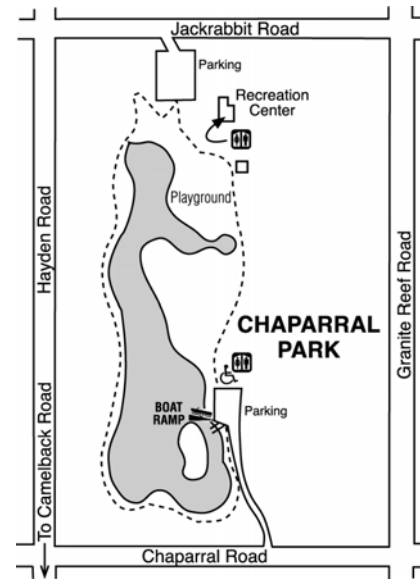 Jackrabbit Road
Parking
Recreation
Center
Playground
Hayden Road
Granite Reef Road
CHAPARRAL
PARK
BOAT
RAMP
Parking
To Camelback Road
Chaparral Road